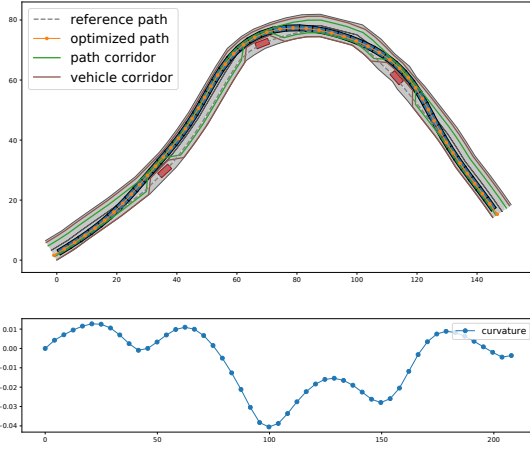 80
60
40
20
0
reference path
optimized path
path corridor
vehicle corridor
0 20 40 60 80 100 120 140
0.01
0.00
−0.01
−0.02
−0.03
−0.04
curvature
0 50 100 150 200